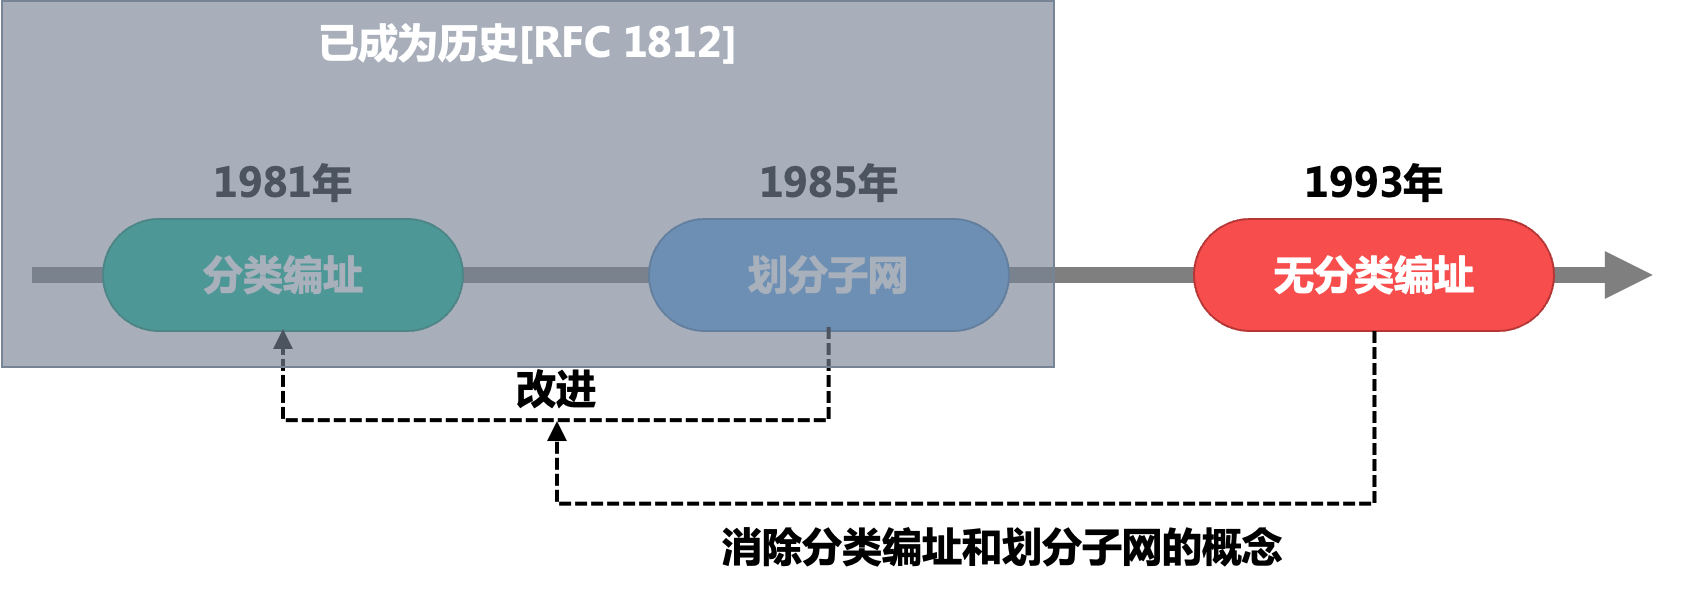 已成为历史[RFC 1812]
1981年
1985年
1993年
分类编址
划分子网
无分类编址
改进
消除分类编址和划分子网的概念